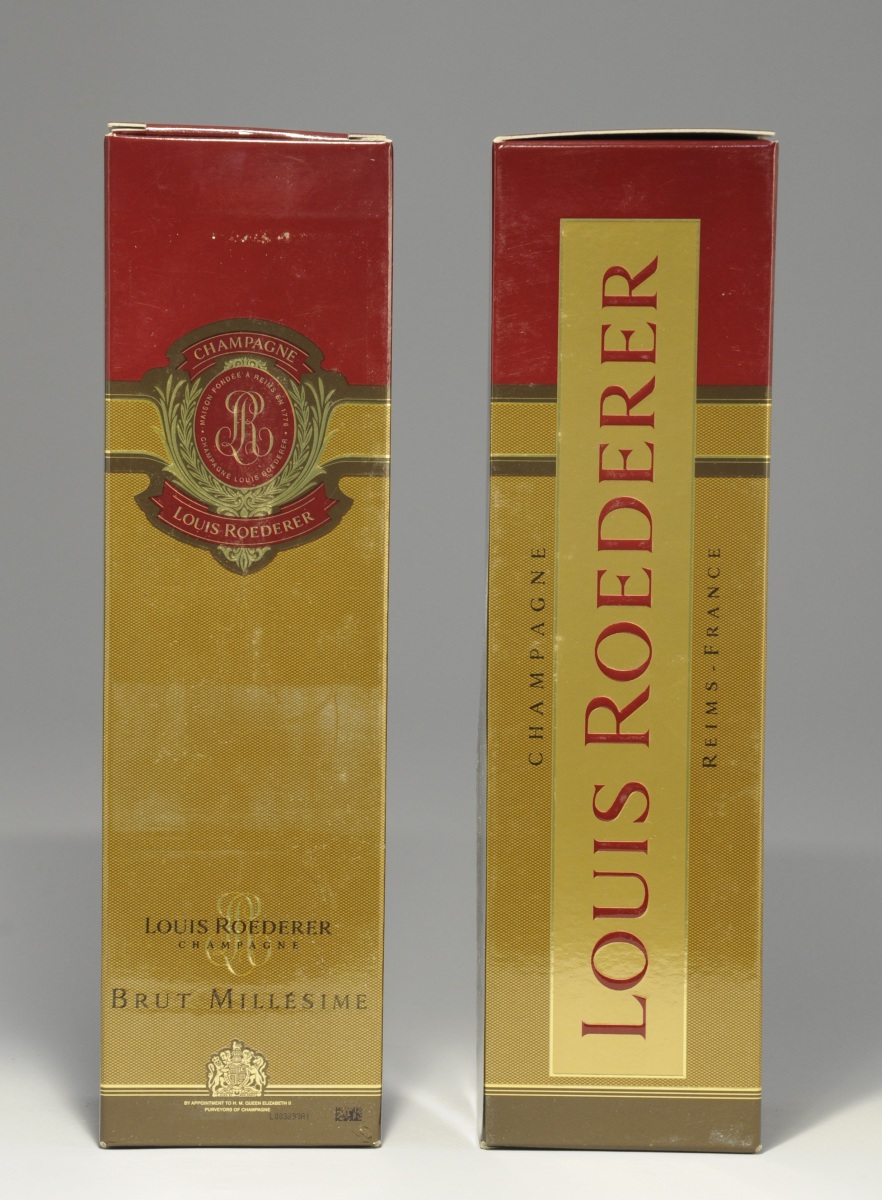 CHAMPAGNE
MAISON FONDÉE À REIMS EN 1776
CHAMPAGNE LOUIS ROEDERER
LOUIS ROEDERER
LOUIS ROEDERER
CHAMPAGNE
BRUT MILLÉSIME
BY APPOINTMENT TO H. M. QUEEN ELIZABETH II
PURVEYORS OF CHAMPAGNE
CHAMPAGNE
LOUIS ROEDERER
REIMS - FRANCE